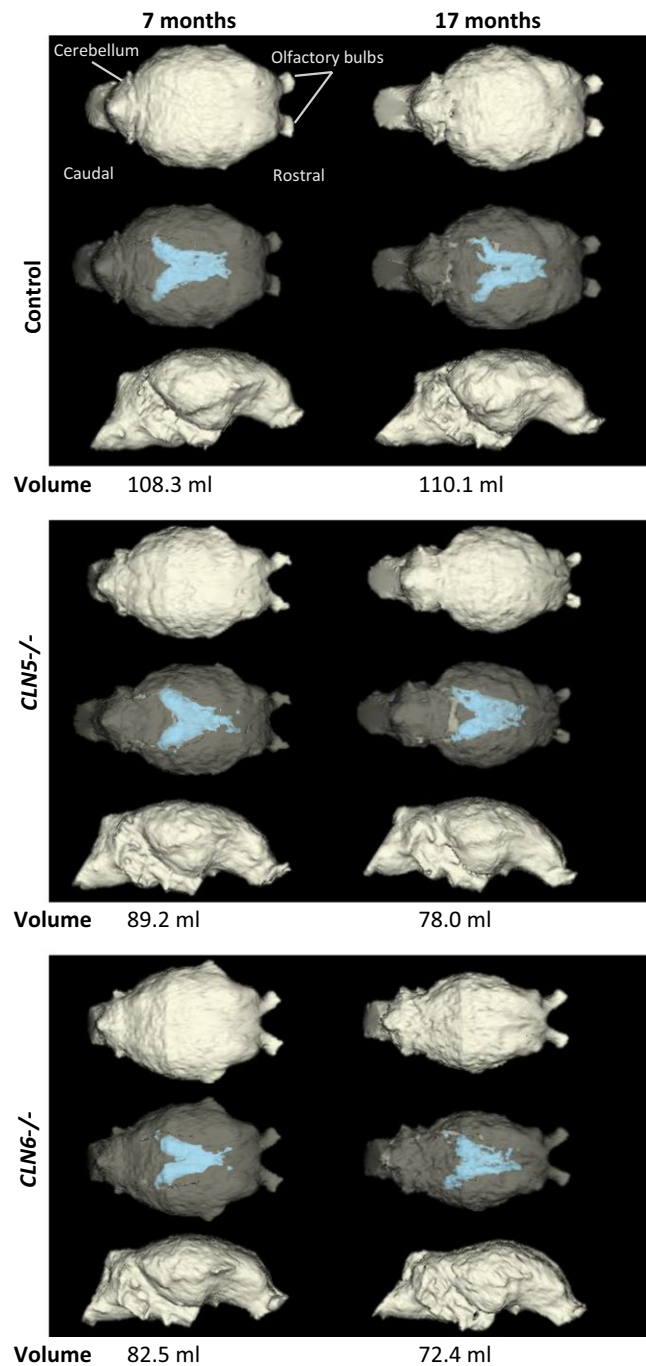 7 months 17 months
Cerebellum Olfactory bulbs
Caudal Rostral
Control
Volume 108.3 ml 110.1 ml
CLN5-/-
Volume 89.2 ml 78.0 ml
CLN6-/-
Volume 82.5 ml 72.4 ml